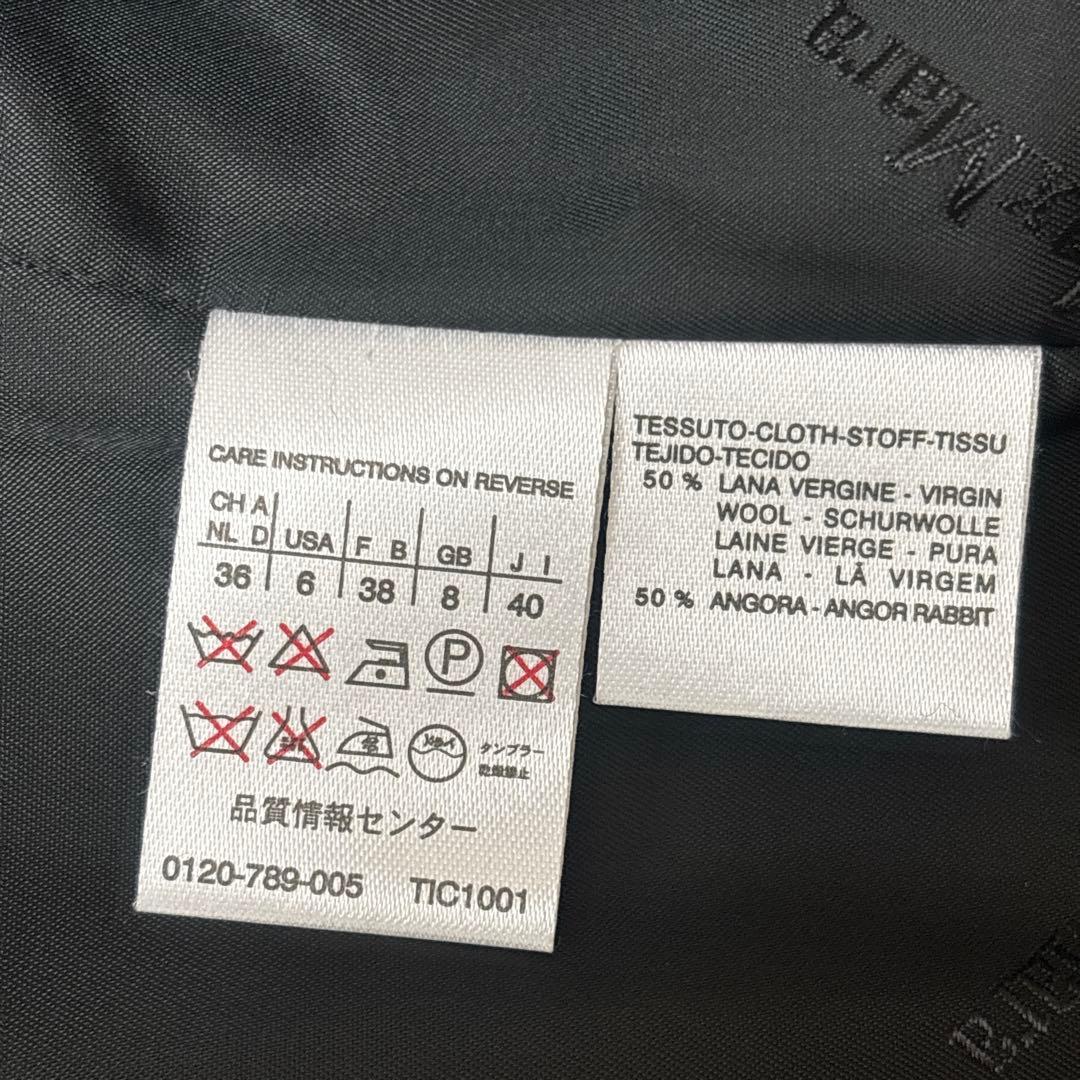 CARE INSTRUCTIONS ON REVERSE
CH A
NL D USA F B GB J I
36 6 38 8 40
P
タンブラー
乾燥禁止
品質情報センター
0120-789-005 TIC1001
TESSUTO-CLOTH-STOFF-TISSU
TEJIDO-TECIDO
50 % LANA VERGINE - VIRGIN
WOOL - SCHURWOLLE
LAINE VIERGE - PURA
LANA - LÃ VIRGEM
50 % ANGORA - ANGOR RABBIT